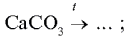 CaCO₃ →ᵗ ... ;